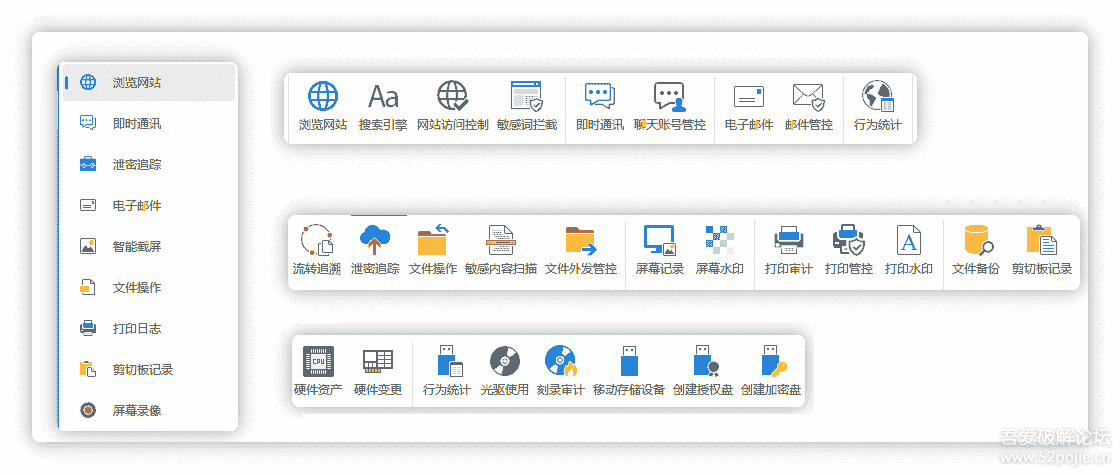 浏览网站
即时通讯
泄密追踪
电子邮件
智能截屏
文件操作
打印日志
剪切板记录
屏幕录像
Aa
浏览网站 搜索引擎 网站访问控制 敏感词拦截 即时通讯 聊天账号管控 电子邮件 邮件管控 行为统计
A
流转追溯 泄密追踪 文件操作 敏感内容扫描 文件外发管控 屏幕记录 屏幕水印 打印审计 打印管控 打印水印 文件备份 剪切板记录
CPU
硬件资产 硬件变更 行为统计 光驱使用 刻录审计 移动存储设备 创建授权盘 创建加密盘
吾爱破解论坛
www.52pojie.cn